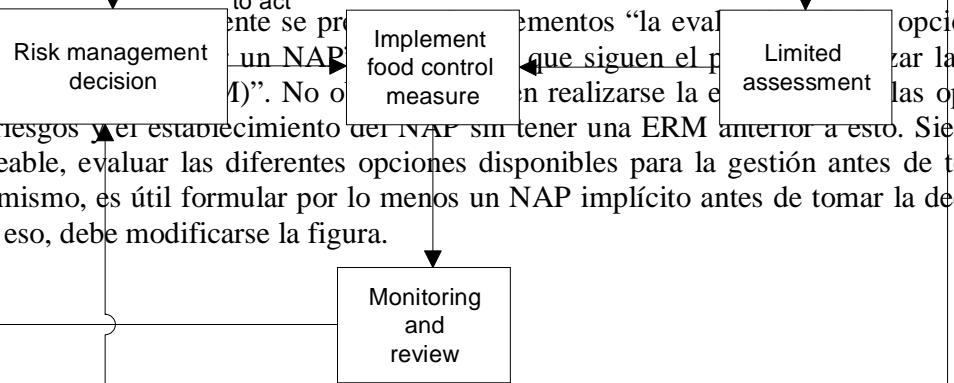 to act
ente se pre ementos “la eval opcio
Risk management
decision
Implement
food control
measure
Limited
assessment
un NAP que siguen el p zar la
M)”. No o en realizarse la e las op
riesgos y el establecimiento del NAP sin tener una ERM anterior a esto. Sie
eable, evaluar las diferentes opciones disponibles para la gestión antes de t
mismo, es útil formular por lo menos un NAP implícito antes de tomar la de
eso, debe modificarse la figura.
Monitoring
and
review